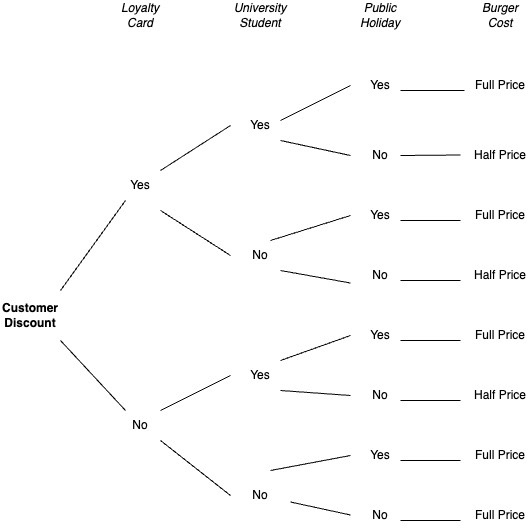 Loyalty
Card
University
Student
Public
Holiday
Burger
Cost
Yes
Full Price
Yes
No
Half Price
Yes
Yes
Full Price
No
No
Half Price
Customer
Discount
Yes
Full Price
Yes
No
Half Price
No
Yes
Full Price
No
No
Full Price